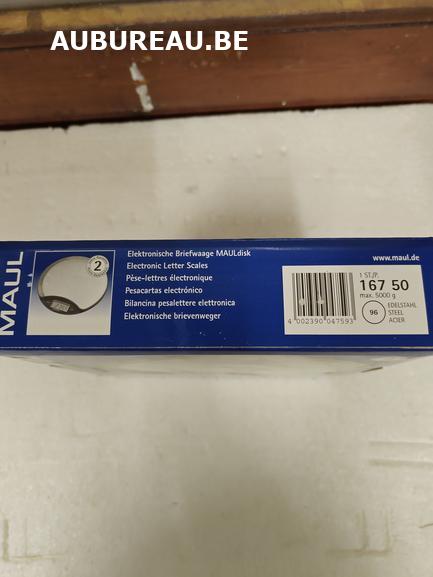 AUBUREAU.BE
MAUL
2
Elektronische Briefwaage MAULdisk
Electronic Letter Scales
Pèse-lettres électronique
Pesacartas electrónico
Bilancina pesalettere elettronica
Elektronische brievenweger
www.maul.de
1 ST./P.
167 50
max. 5000 g
96
EDELSTAHL
STEEL
ACIER
4 002390 047593